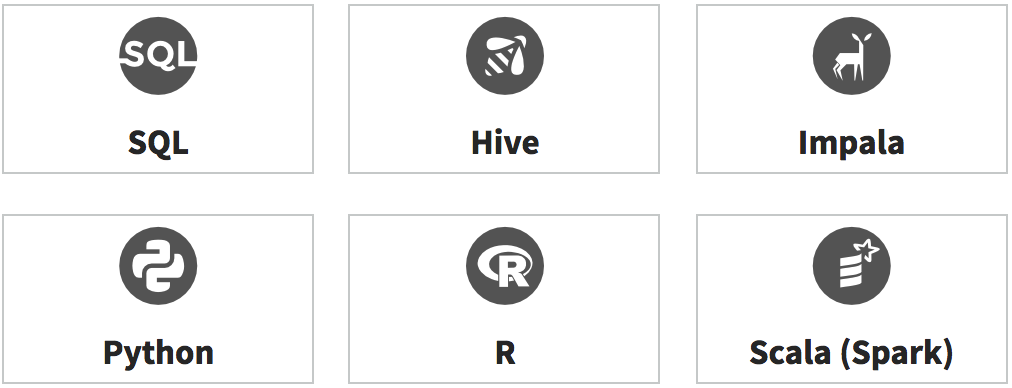 SQL
SQL
Hive
Impala
R
Python
R
Scala (Spark)